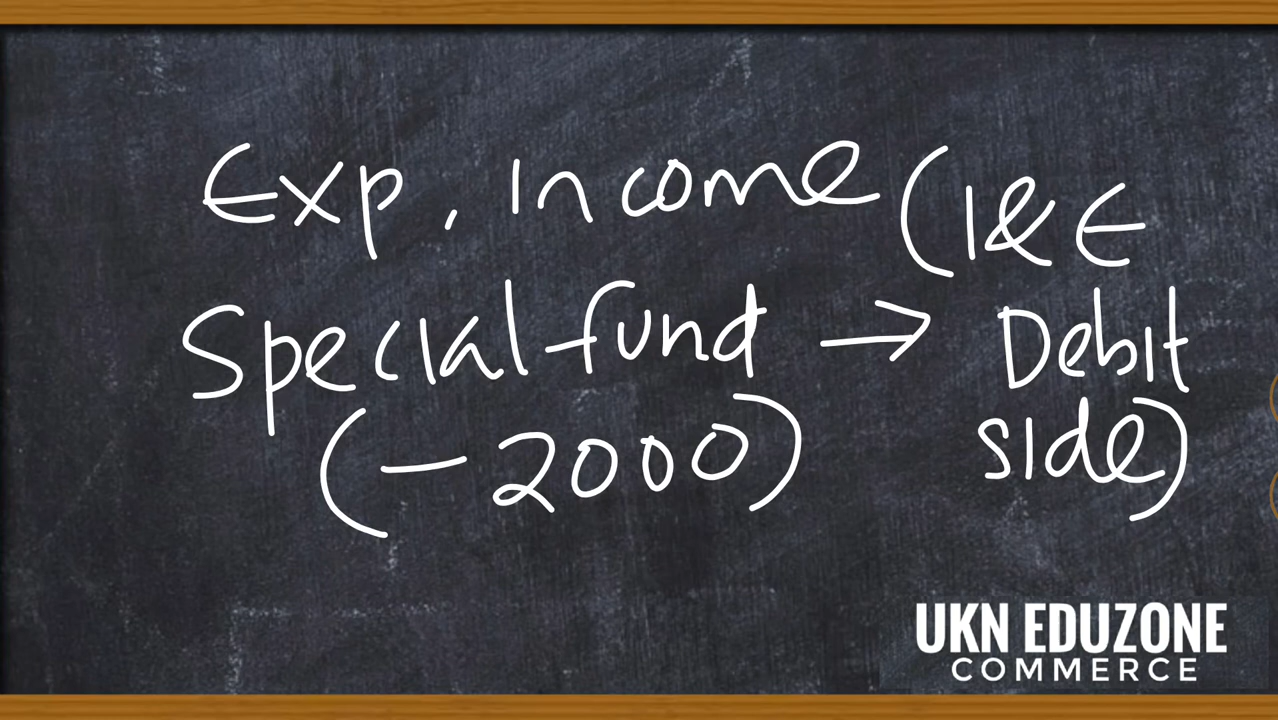 Exp. Income (I & E
Special fund → Debit
(-2000) side)
UKN EDUZONE
COMMERCE